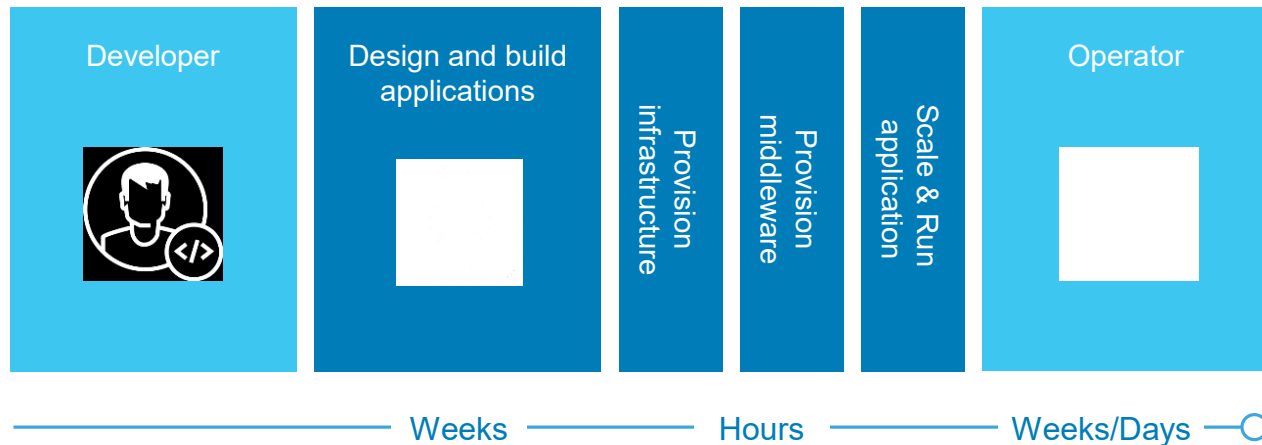 Developer
Design and build
applications
Provision
infrastructure
Provision
middleware
Scale & Run
application
Operator
</>
Weeks
Hours
Weeks/Days